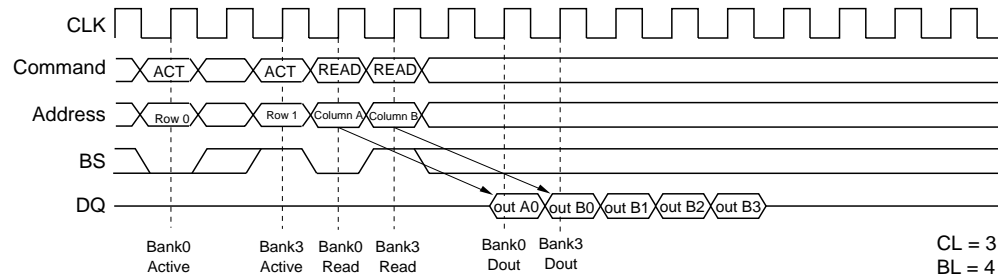 CLK
Command ACT ACT READ READ
Address Row 0 Row 1 Column A Column B
BS
DQ out A0 out B0 out B1 out B2 out B3
Bank0 Bank3 Bank0 Bank3 Bank0 Bank3
Active Active Read Read Dout Dout
CL = 3
BL = 4